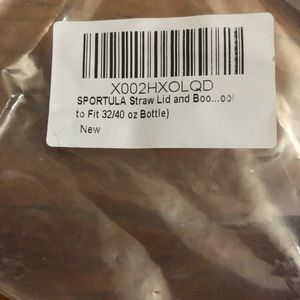 X002HXOLQD
SPORTULA Straw Lid and Boo...ool
to Fit 32/40 oz Bottle)
New